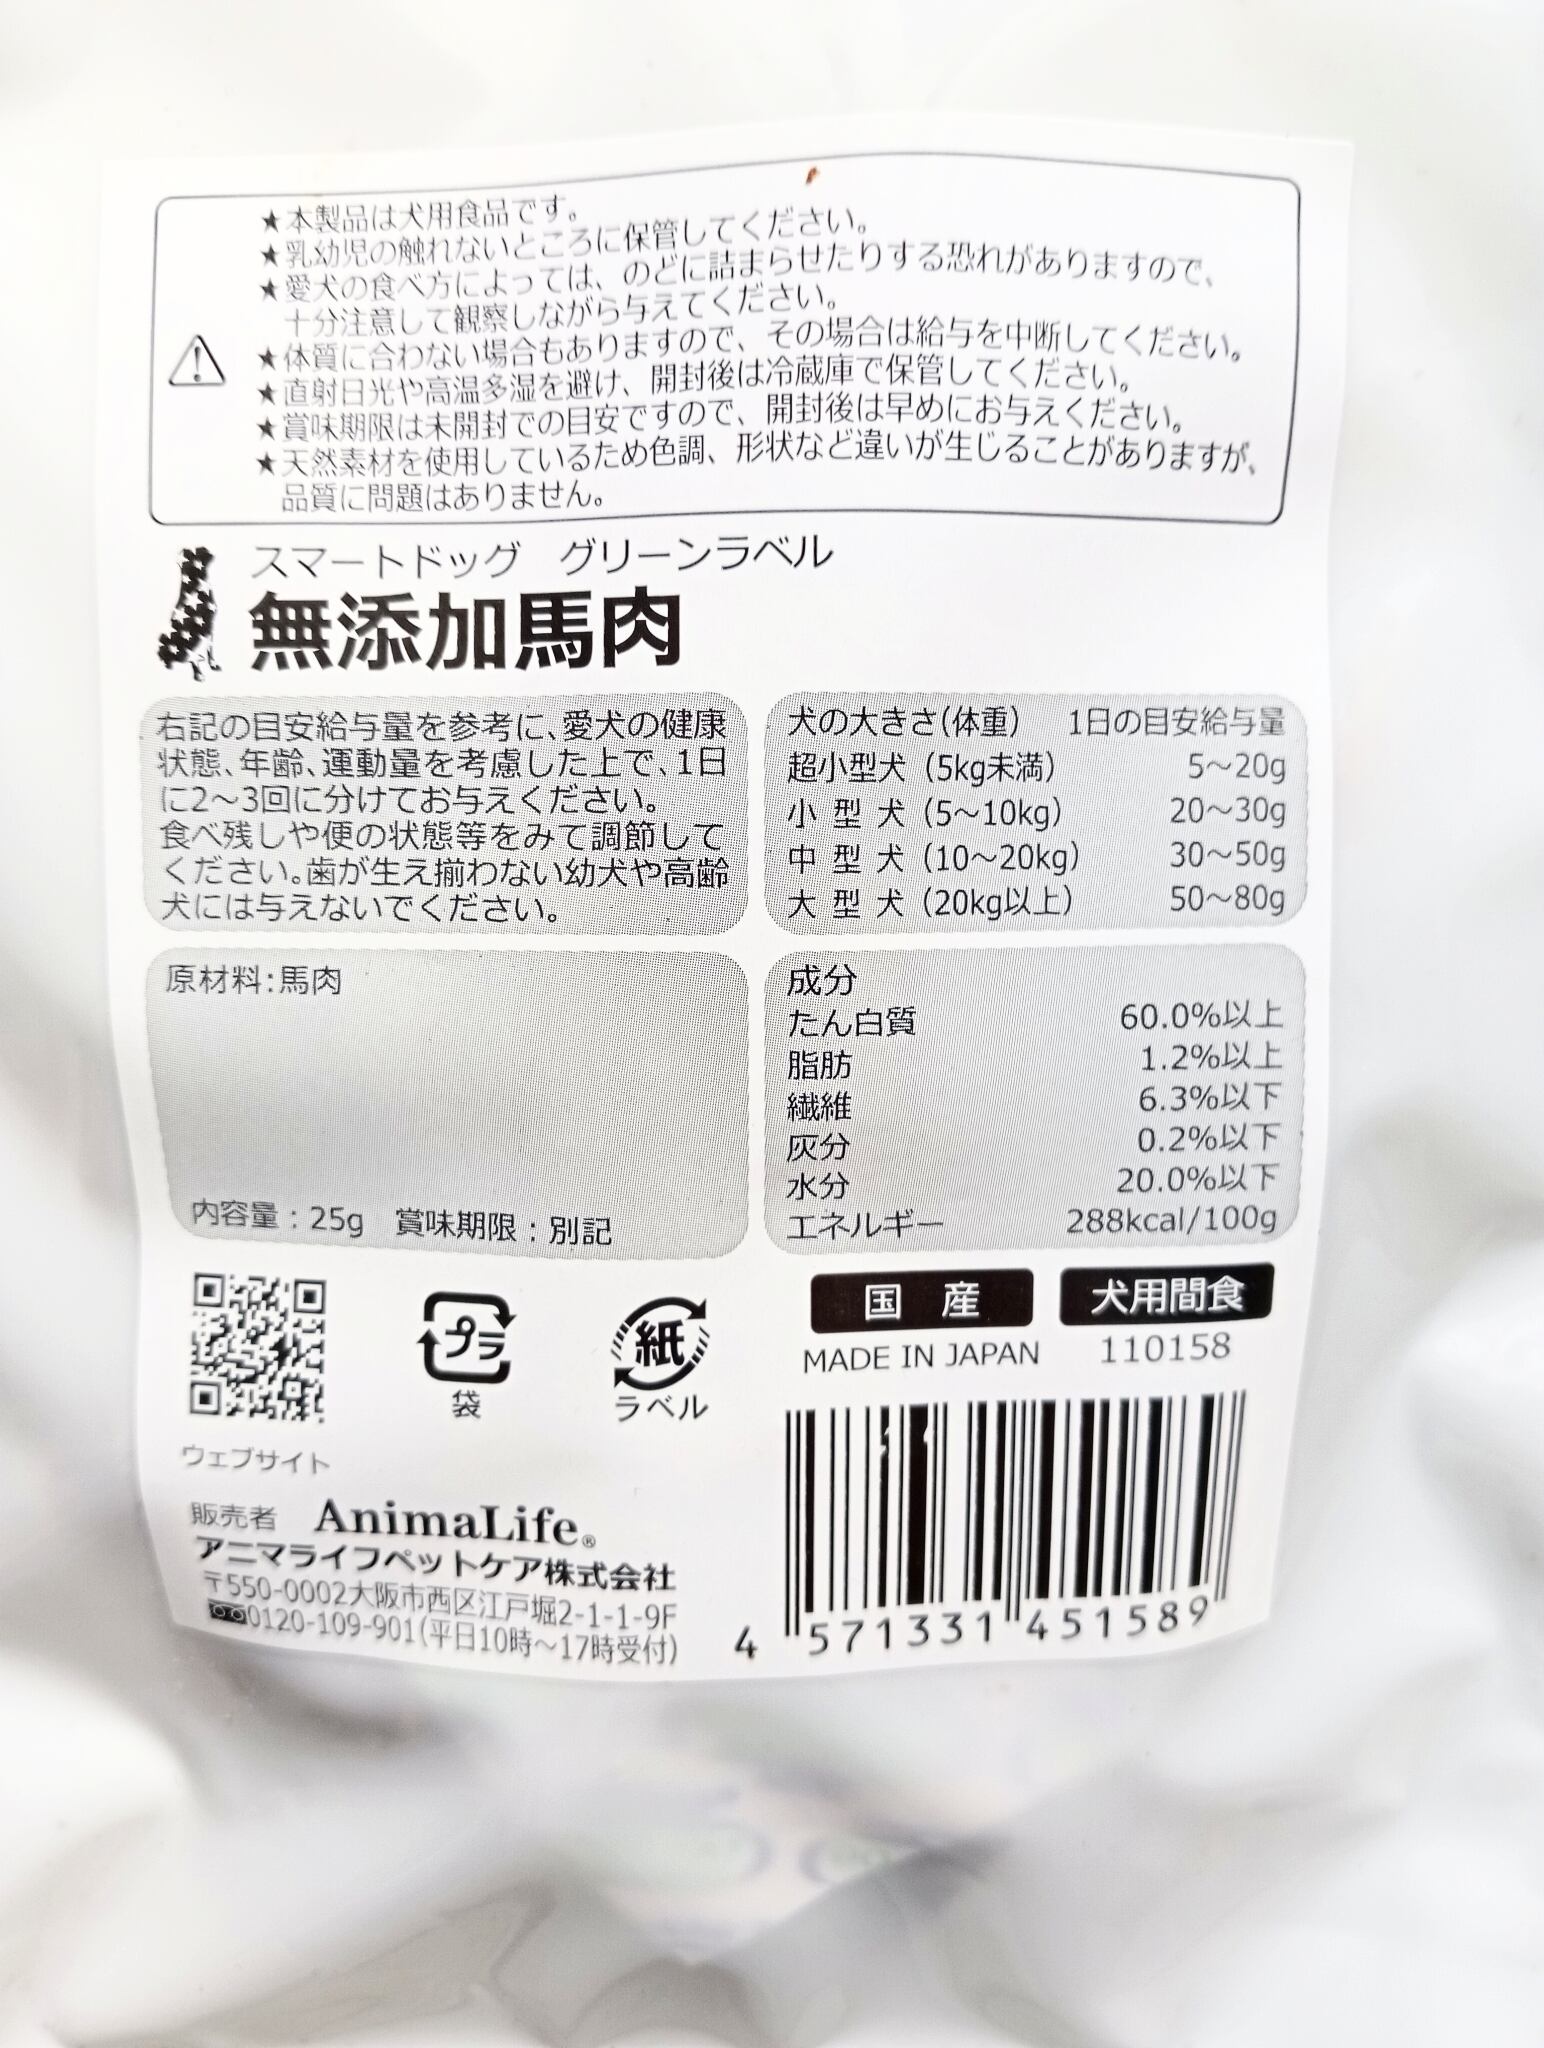 ★本製品は犬用食品です。
★乳幼児の触れないところに保管してください。
★愛犬の食べ方によっては、のどに詰まらせたりする恐れがありますので、
十分注意して観察しながら与えてください。
★体質に合わない場合もありますので、その場合は給与を中断してください。
★直射日光や高温多湿を避け、開封後は冷蔵庫で保管してください。
★賞味期限は未開封での目安ですので、開封後は早めにお与えください。
★天然素材を使用しているため色調、形状など違いが生じることがありますが、
品質に問題はありません。
スマートドッグ グリーンラベル
無添加馬肉
右記の目安給与量を参考に、愛犬の健康
状態、年齢、運動量を考慮した上で、1日
に2〜3回に分けてお与えください。
食べ残しや便の状態等をみて調節して
ください。歯が生え揃わない幼犬や高齢
犬には与えないでください。
犬の大きさ(体重) 1日の目安給与量
超小型犬 (5kg未満) 5〜20g
小型犬 (5〜10kg) 20〜30g
中型犬 (10〜20kg) 30〜50g
大型犬 (20kg以上) 50〜80g
原材料:馬肉
内容量:25g 賞味期限:別記
成分
たん白質 60.0%以上
脂肪 1.2%以上
繊維 6.3%以下
灰分 0.2%以下
水分 20.0%以下
エネルギー 288kcal/100g
プラ
袋
紙
ラベル
国産 犬用間食
MADE IN JAPAN 110158
ウェブサイト
販売者 AnimaLife®
アニマライフペットケア株式会社
〒550-0002大阪市西区江戸堀2-1-1-9F
0120-109-901(平日10時〜17時受付)
4 571331 451589